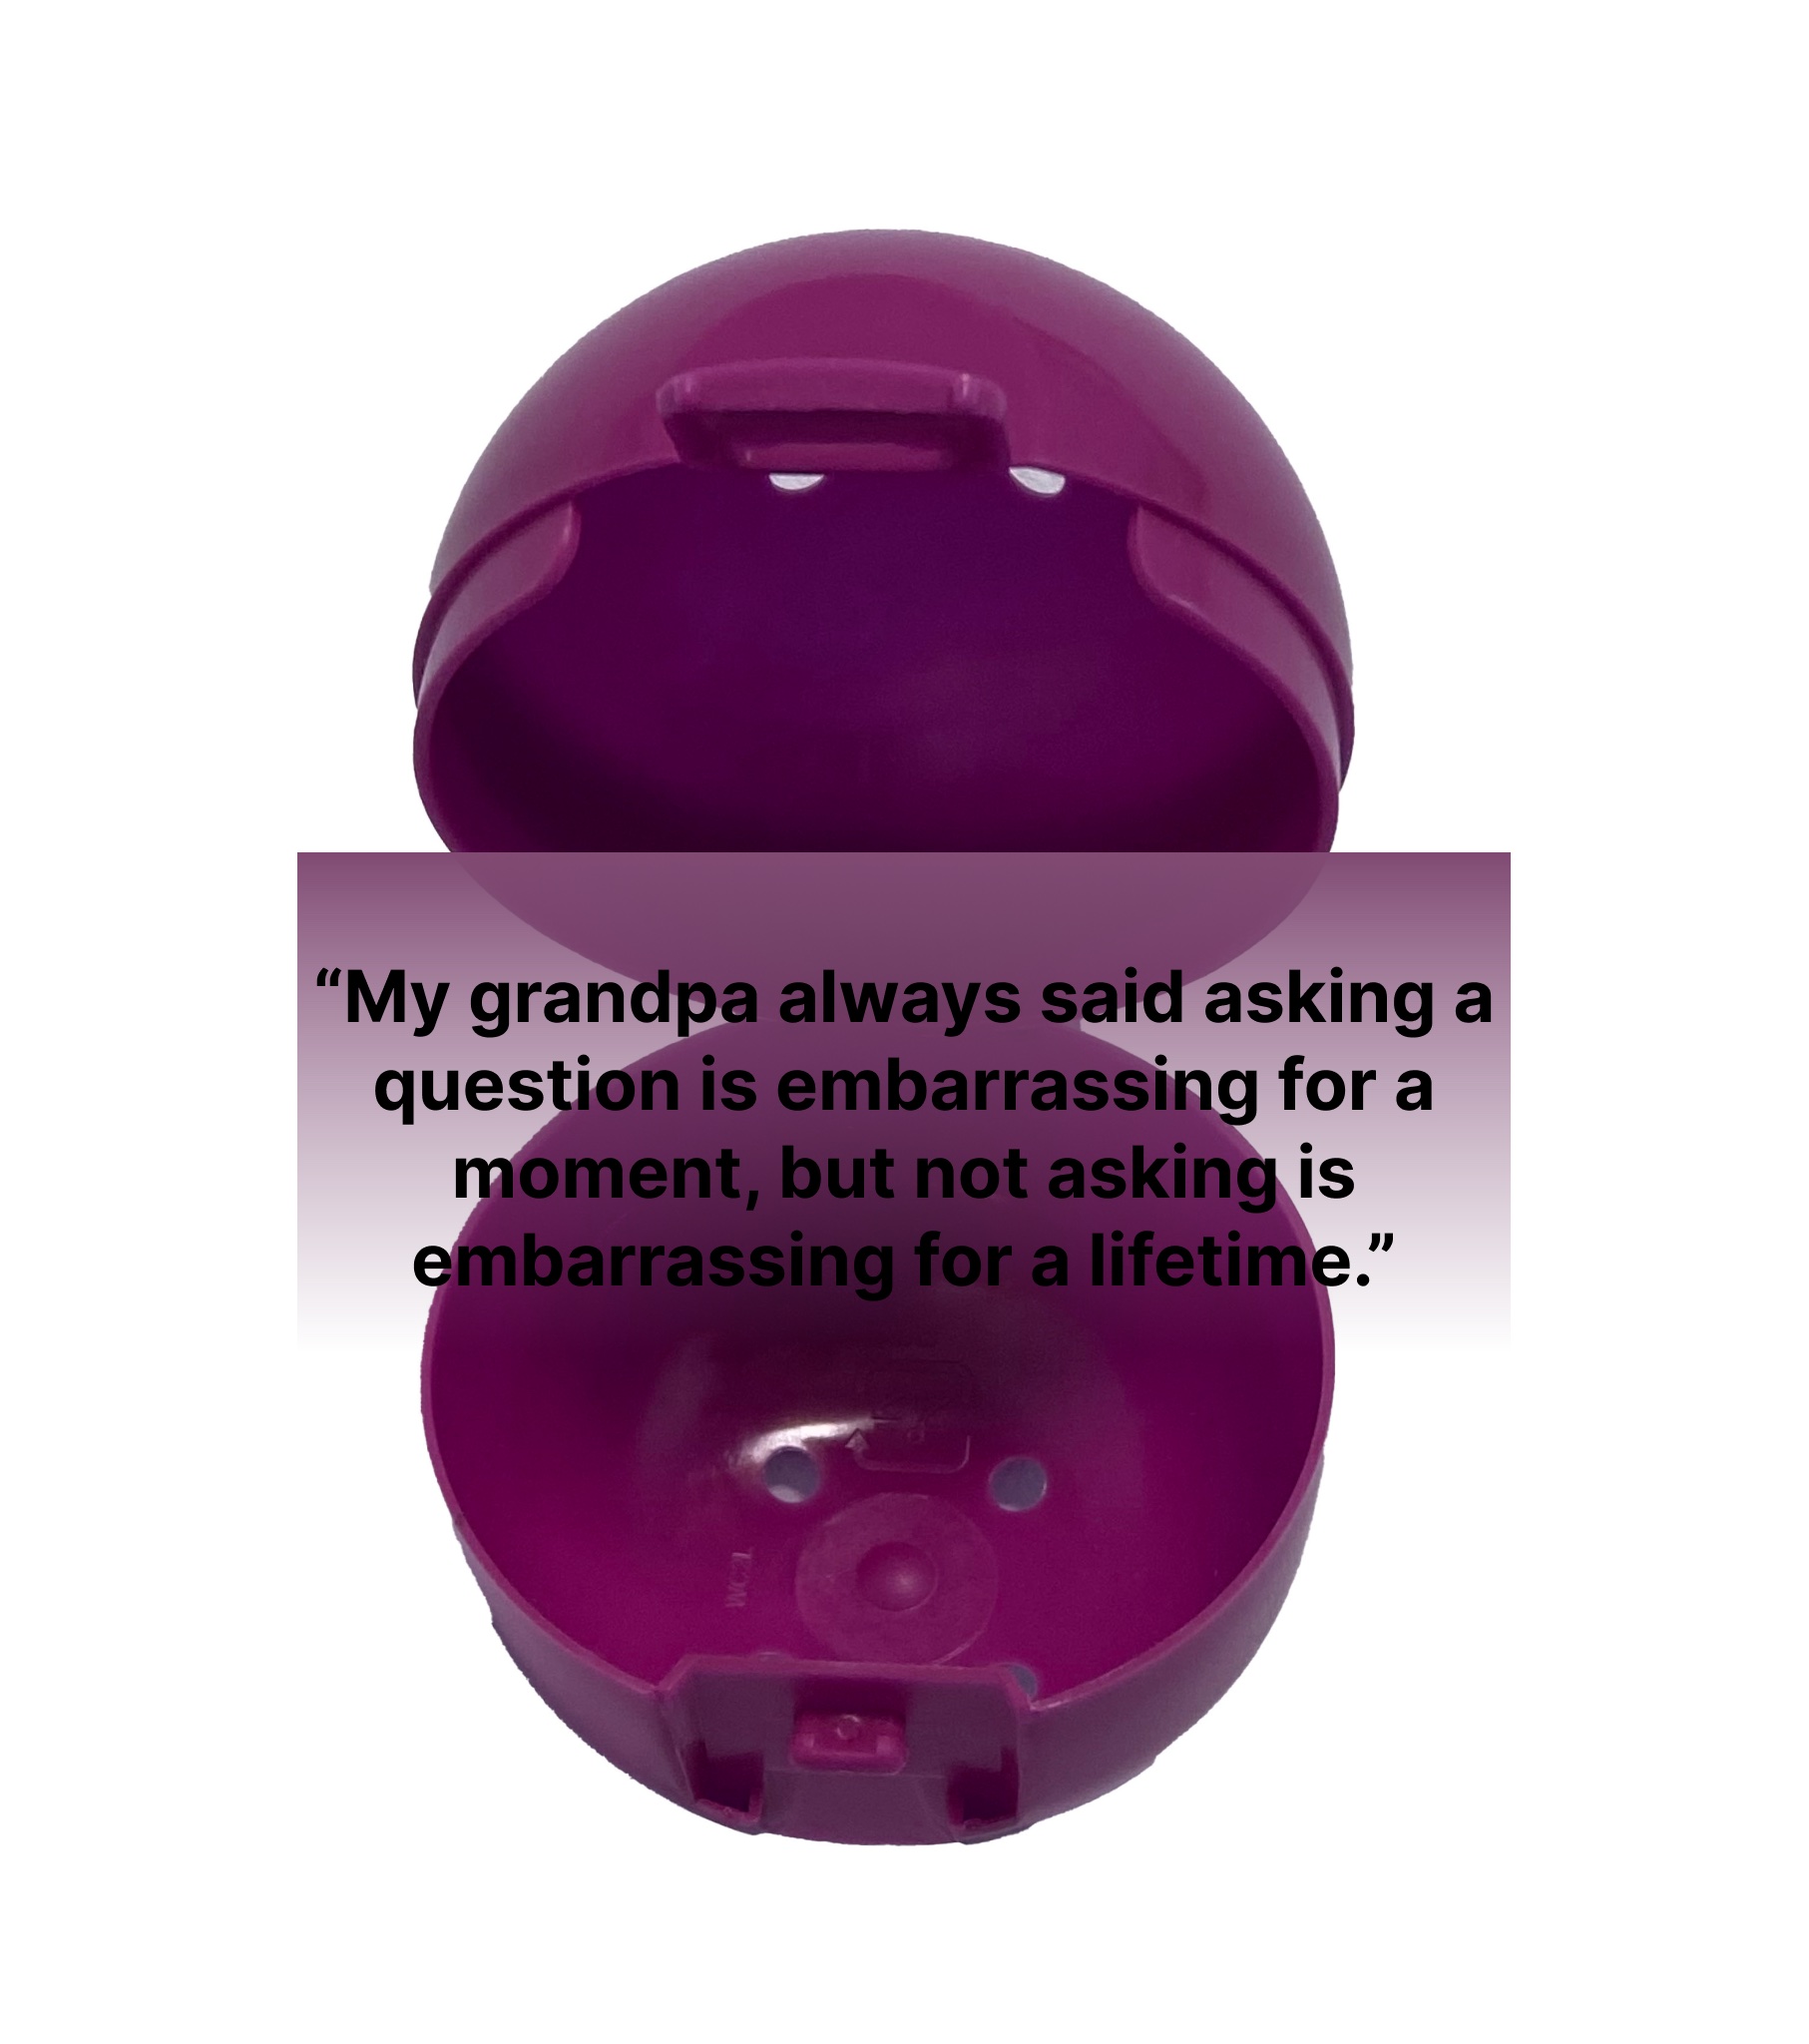 “My grandpa always said asking a
question is embarrassing for a
moment, but not asking is
embarrassing for a lifetime.”